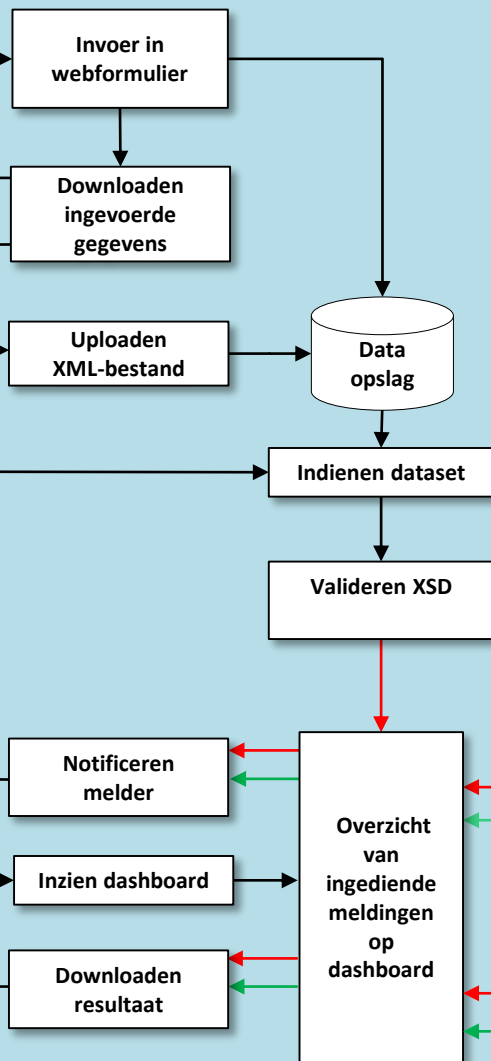 Invoer in
webformulier
Downloaden
ingevoerde
gegevens
Uploaden
XML-bestand
Data
opslag
Indienen dataset
Valideren XSD
Notificeren
melder
Overzicht
van
ingediende
meldingen
op
dashboard
Inzien dashboard
Downloaden
resultaat